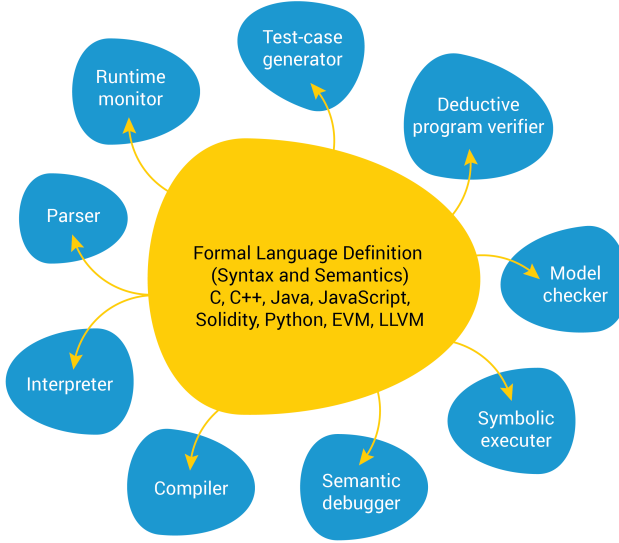 Test-case
generator
Runtime
monitor
Deductive
program verifier
Parser
Formal Language Definition
(Syntax and Semantics)
C, C++, Java, JavaScript,
Solidity, Python, EVM, LLVM
Model
checker
Interpreter
Symbolic
executer
Compiler
Semantic
debugger